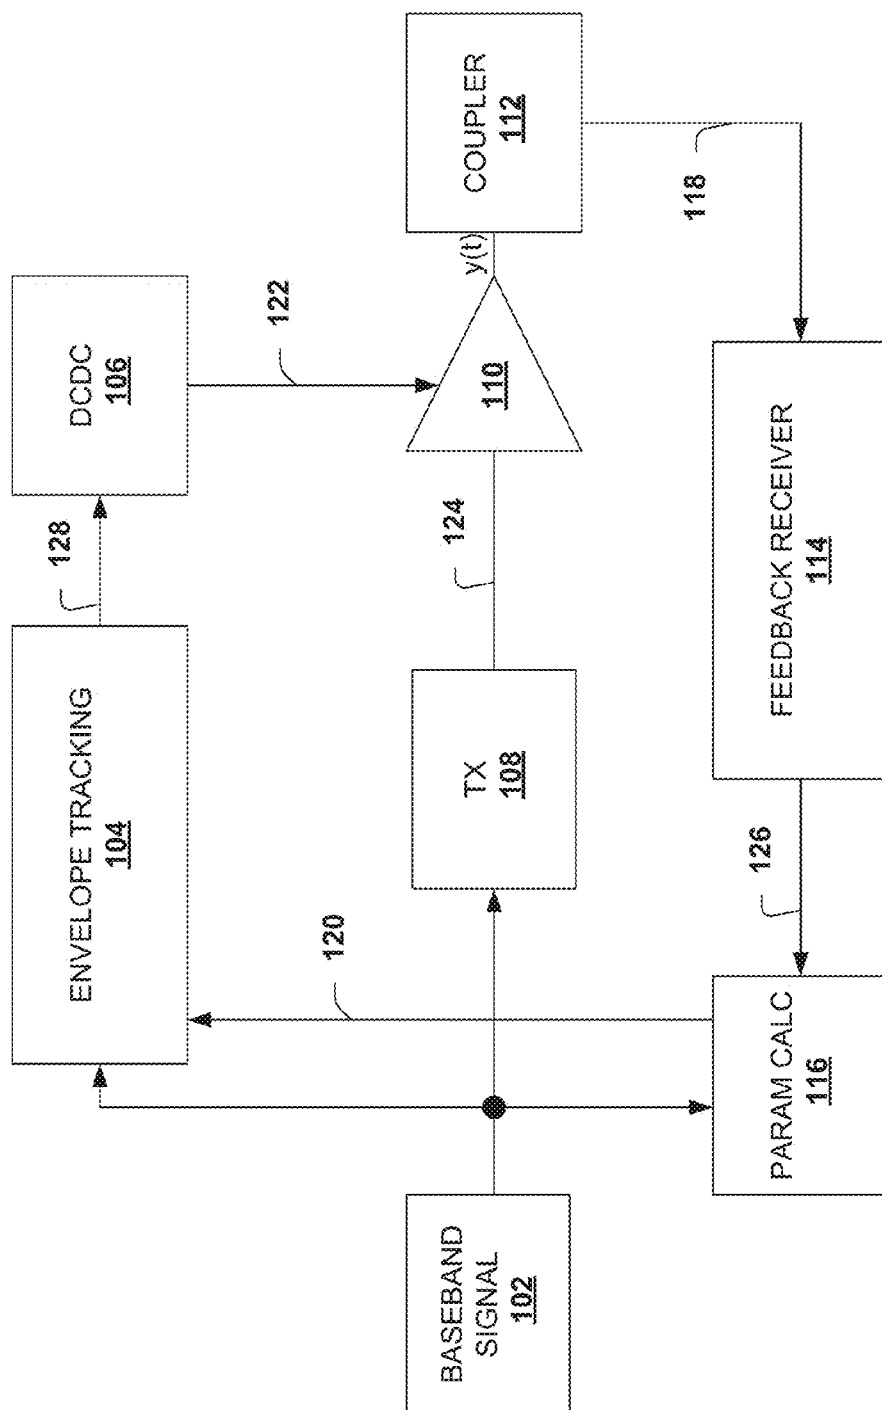 ENVELOPE TRACKING
104
128
DCDC
106
122
120
BASEBAND
SIGNAL
102
TX
108
124
110
y(t)
COUPLER
112
118
PARAM CALC
116
126
FEEDBACK RECEIVER
114